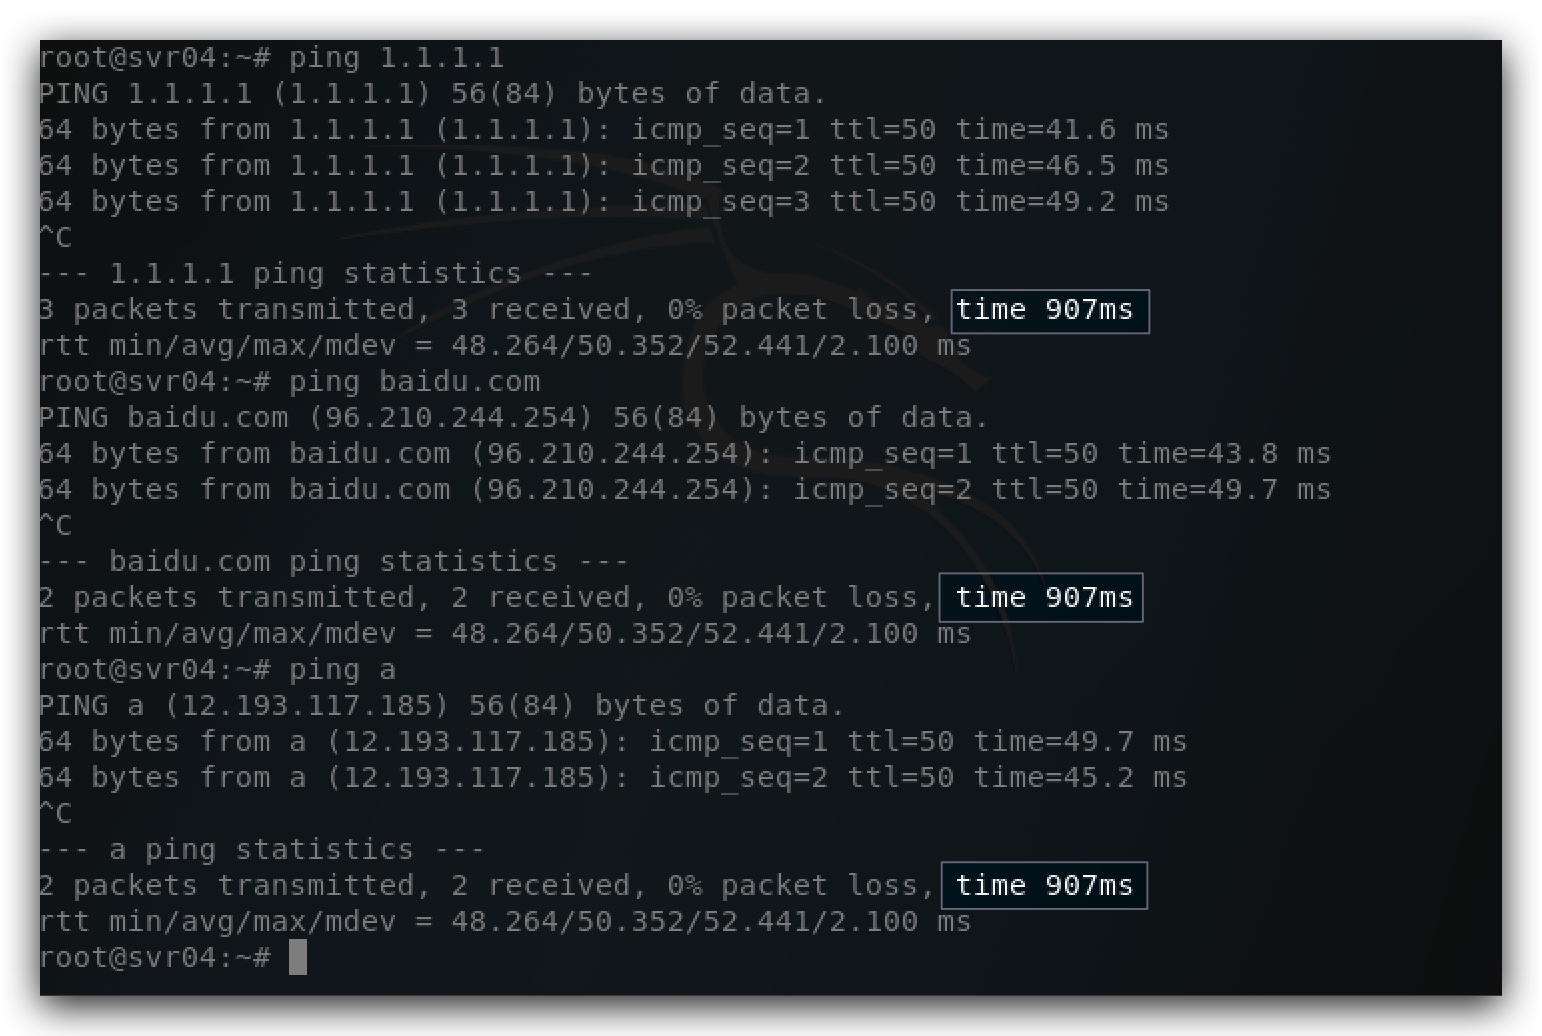 root@svr04:~# ping 1.1.1.1
PING 1.1.1.1 (1.1.1.1) 56(84) bytes of data.
64 bytes from 1.1.1.1 (1.1.1.1): icmp_seq=1 ttl=50 time=41.6 ms
64 bytes from 1.1.1.1 (1.1.1.1): icmp_seq=2 ttl=50 time=46.5 ms
64 bytes from 1.1.1.1 (1.1.1.1): icmp_seq=3 ttl=50 time=49.2 ms
^C
--- 1.1.1.1 ping statistics ---
3 packets transmitted, 3 received, 0% packet loss, time 907ms
rtt min/avg/max/mdev = 48.264/50.352/52.441/2.100 ms
root@svr04:~# ping baidu.com
PING baidu.com (96.210.244.254) 56(84) bytes of data.
64 bytes from baidu.com (96.210.244.254): icmp_seq=1 ttl=50 time=43.8 ms
64 bytes from baidu.com (96.210.244.254): icmp_seq=2 ttl=50 time=49.7 ms
^C
--- baidu.com ping statistics ---
2 packets transmitted, 2 received, 0% packet loss, time 907ms
rtt min/avg/max/mdev = 48.264/50.352/52.441/2.100 ms
root@svr04:~# ping a
PING a (12.193.117.185) 56(84) bytes of data.
64 bytes from a (12.193.117.185): icmp_seq=1 ttl=50 time=49.7 ms
64 bytes from a (12.193.117.185): icmp_seq=2 ttl=50 time=45.2 ms
^C
--- a ping statistics ---
2 packets transmitted, 2 received, 0% packet loss, time 907ms
rtt min/avg/max/mdev = 48.264/50.352/52.441/2.100 ms
root@svr04:~#